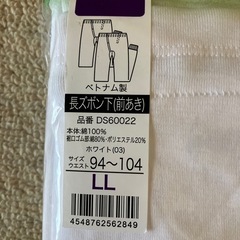 ベトナム製
長ズボン下(前あき)
品番 DS60022
本体:綿100%
裾口ゴム部:綿80%・ポリエステル20%
ホワイト(03)
サイズ
ウエスト 94〜104
LL
4548762562849